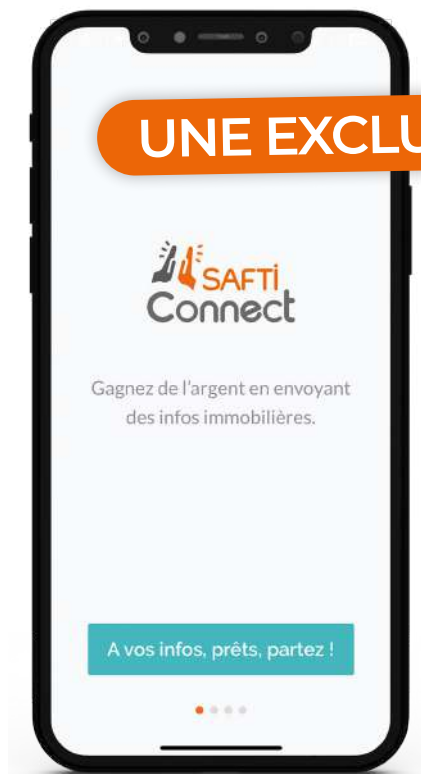 UNE EXCLU
SAFTI
Connect
Gagnez de l'argent en envoyant
des infos immobilières.
A vos infos, prêts, partez !